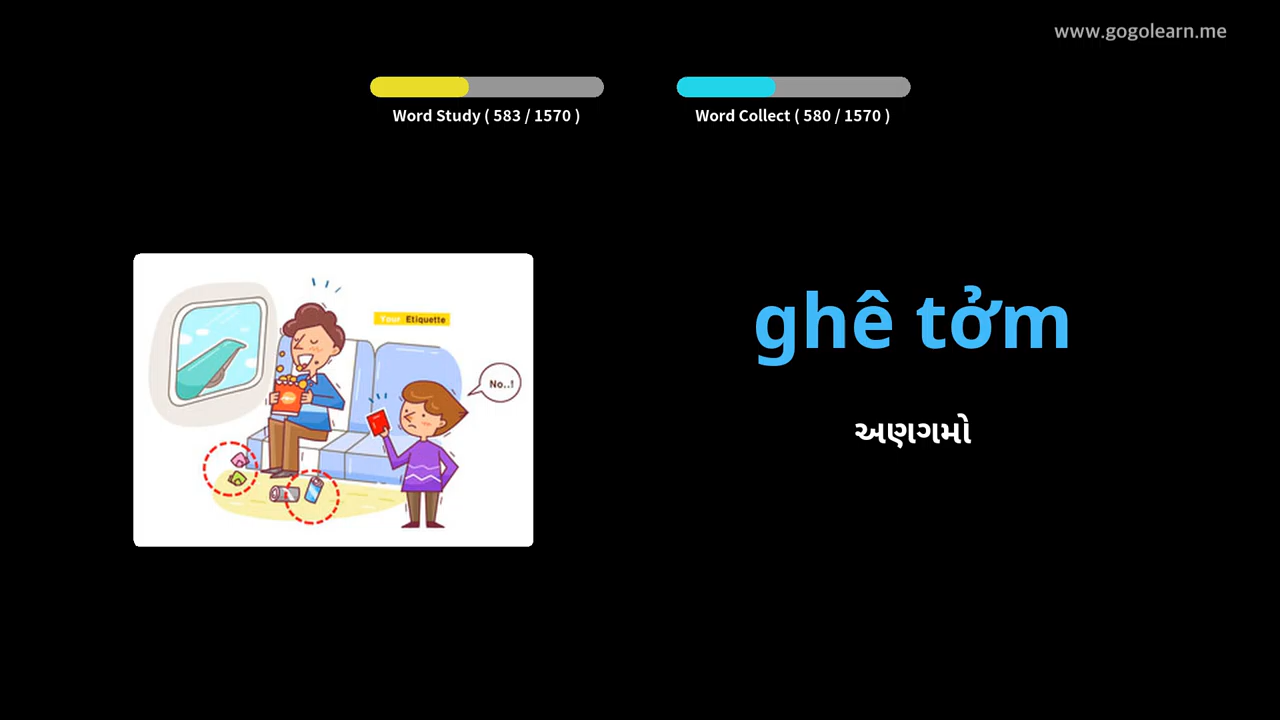 www.gogolearn.me
Word Study ( 583 / 1570 )
Word Collect ( 580 / 1570 )
Your Etiquette
No..!
ghê tởm
અણગમો